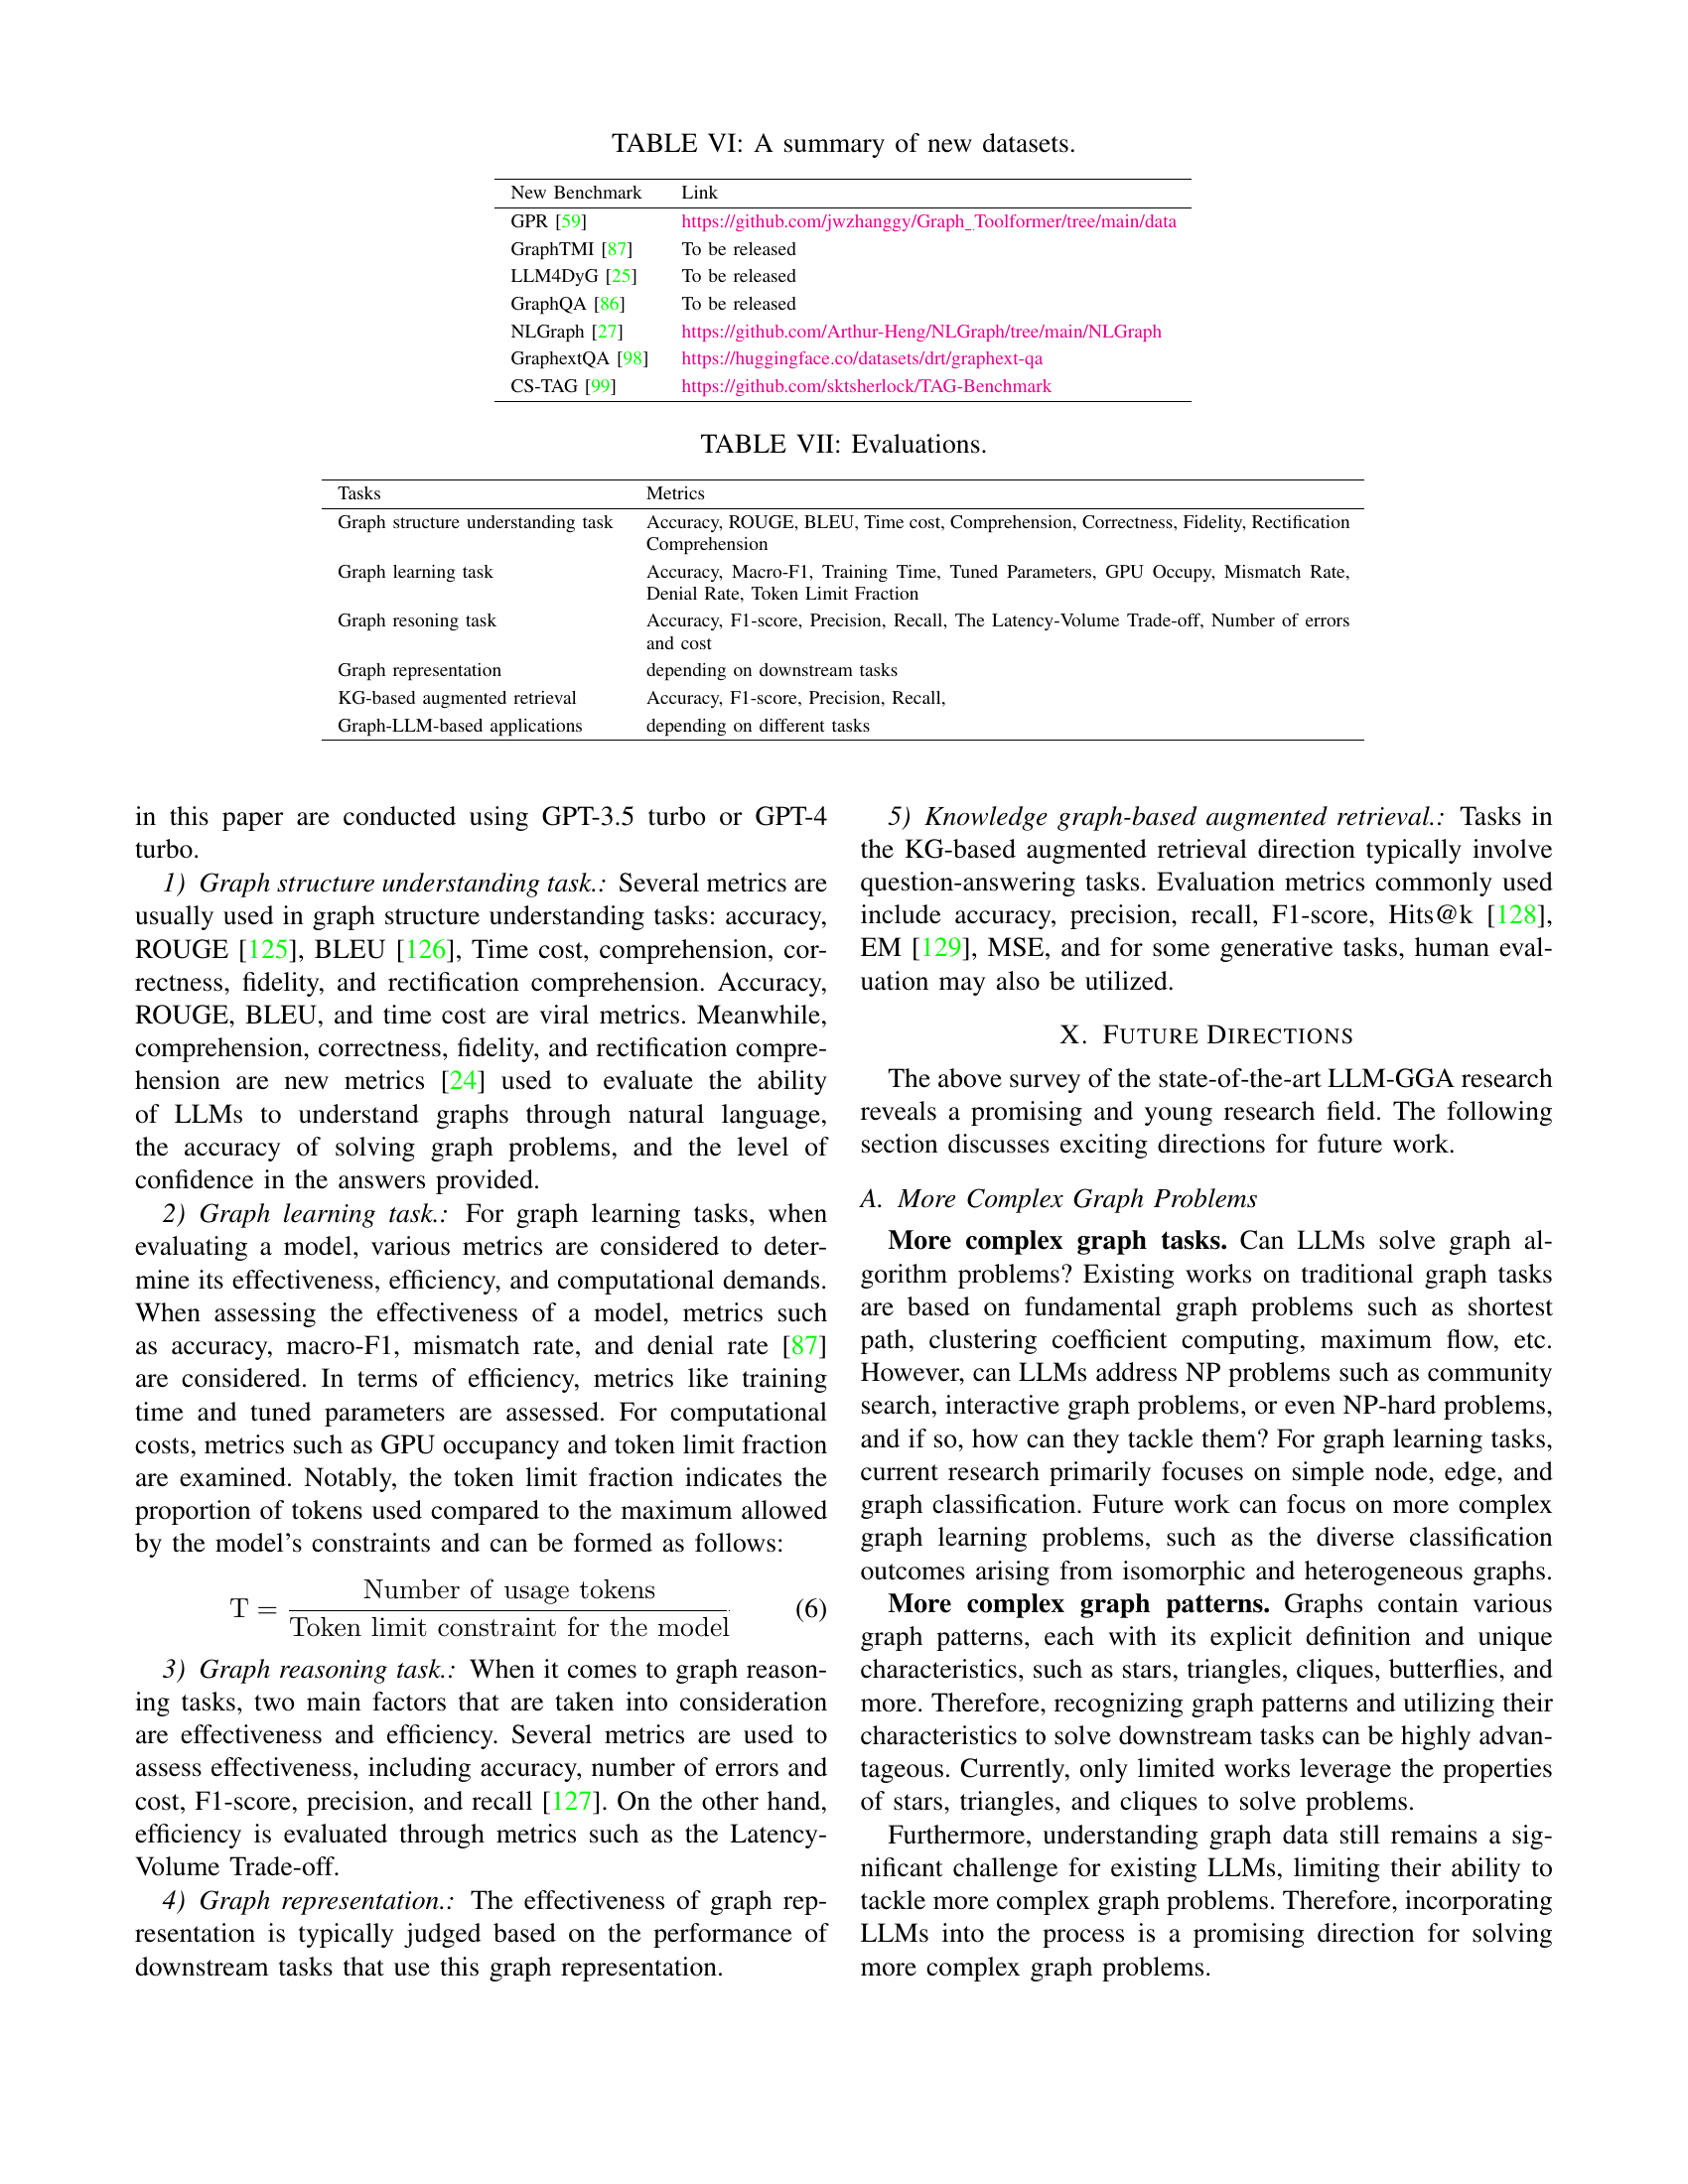 TABLE VI: A summary of new datasets.
New Benchmark Link
GPR [59] https://github.com/jwzhanggy/Graph_Toolformer/tree/main/data
GraphTMI [87] To be released
LLM4DyG [25] To be released
GraphQA [86] To be released
NLGraph [27] https://github.com/Arthur-Heng/NLGraph/tree/main/NLGraph
GraphextQA [98] https://huggingface.co/datasets/drt/graphext-qa
CS-TAG [99] https://github.com/sktsherlock/TAG-Benchmark
TABLE VII: Evaluations.
Tasks Metrics
Graph structure understanding task Accuracy, ROUGE, BLEU, Time cost, Comprehension, Correctness, Fidelity, Rectification
Comprehension
Graph learning task Accuracy, Macro-F1, Training Time, Tuned Parameters, GPU Occupy, Mismatch Rate,
Denial Rate, Token Limit Fraction
Graph resoning task Accuracy, F1-score, Precision, Recall, The Latency-Volume Trade-off, Number of errors
and cost
Graph representation depending on downstream tasks
KG-based augmented retrieval Accuracy, F1-score, Precision, Recall,
Graph-LLM-based applications depending on different tasks
in this paper are conducted using GPT-3.5 turbo or GPT-4
turbo.
1) Graph structure understanding task.: Several metrics are
usually used in graph structure understanding tasks: accuracy,
ROUGE [125], BLEU [126], Time cost, comprehension, cor-
rectness, fidelity, and rectification comprehension. Accuracy,
ROUGE, BLEU, and time cost are viral metrics. Meanwhile,
comprehension, correctness, fidelity, and rectification compre-
hension are new metrics [24] used to evaluate the ability
of LLMs to understand graphs through natural language,
the accuracy of solving graph problems, and the level of
confidence in the answers provided.
2) Graph learning task.: For graph learning tasks, when
evaluating a model, various metrics are considered to deter-
mine its effectiveness, efficiency, and computational demands.
When assessing the effectiveness of a model, metrics such
as accuracy, macro-F1, mismatch rate, and denial rate [87]
are considered. In terms of efficiency, metrics like training
time and tuned parameters are assessed. For computational
costs, metrics such as GPU occupancy and token limit fraction
are examined. Notably, the token limit fraction indicates the
proportion of tokens used compared to the maximum allowed
by the model's constraints and can be formed as follows:
T = Number of usage tokens / Token limit constraint for the model (6)
3) Graph reasoning task.: When it comes to graph reason-
ing tasks, two main factors that are taken into consideration
are effectiveness and efficiency. Several metrics are used to
assess effectiveness, including accuracy, number of errors and
cost, F1-score, precision, and recall [127]. On the other hand,
efficiency is evaluated through metrics such as the Latency-
Volume Trade-off.
4) Graph representation.: The effectiveness of graph rep-
resentation is typically judged based on the performance of
downstream tasks that use this graph representation.
5) Knowledge graph-based augmented retrieval.: Tasks in
the KG-based augmented retrieval direction typically involve
question-answering tasks. Evaluation metrics commonly used
include accuracy, precision, recall, F1-score, Hits@k [128],
EM [129], MSE, and for some generative tasks, human eval-
uation may also be utilized.
X. FUTURE DIRECTIONS
The above survey of the state-of-the-art LLM-GGA research
reveals a promising and young research field. The following
section discusses exciting directions for future work.
A. More Complex Graph Problems
More complex graph tasks. Can LLMs solve graph al-
gorithm problems? Existing works on traditional graph tasks
are based on fundamental graph problems such as shortest
path, clustering coefficient computing, maximum flow, etc.
However, can LLMs address NP problems such as community
search, interactive graph problems, or even NP-hard problems,
and if so, how can they tackle them? For graph learning tasks,
current research primarily focuses on simple node, edge, and
graph classification. Future work can focus on more complex
graph learning problems, such as the diverse classification
outcomes arising from isomorphic and heterogeneous graphs.
More complex graph patterns. Graphs contain various
graph patterns, each with its explicit definition and unique
characteristics, such as stars, triangles, cliques, butterflies, and
more. Therefore, recognizing graph patterns and utilizing their
characteristics to solve downstream tasks can be highly advan-
tageous. Currently, only limited works leverage the properties
of stars, triangles, and cliques to solve problems.
Furthermore, understanding graph data still remains a sig-
nificant challenge for existing LLMs, limiting their ability to
tackle more complex graph problems. Therefore, incorporating
LLMs into the process is a promising direction for solving
more complex graph problems.